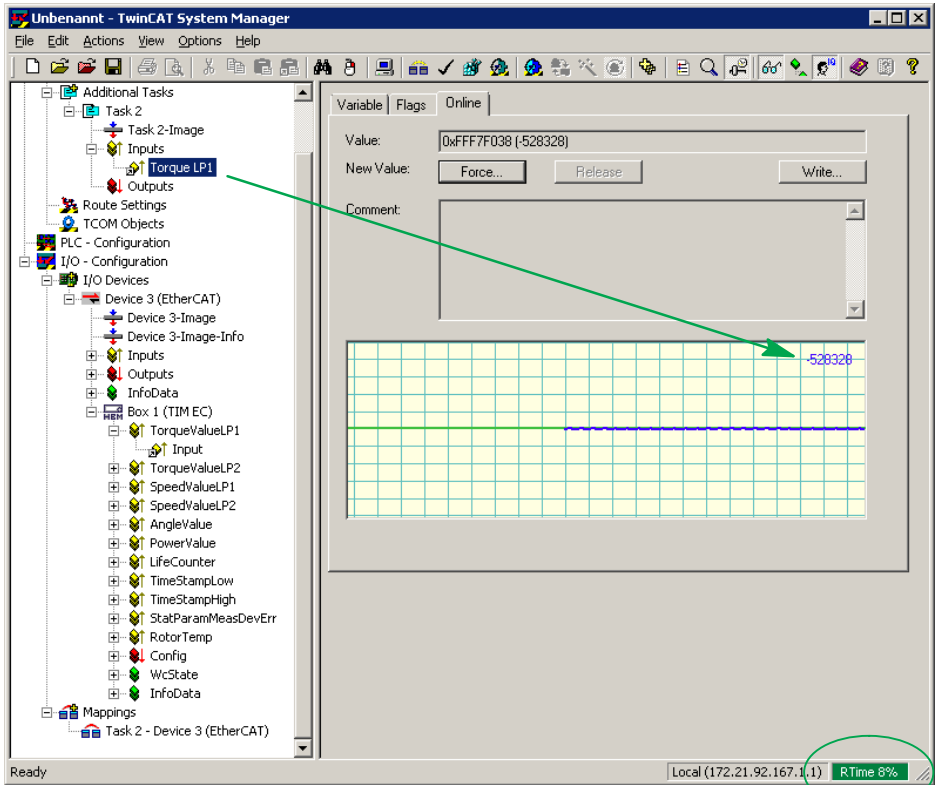 Unbenannt - TwinCAT System Manager
File Edit Actions View Options Help
Additional Tasks
Task 2
Task 2-Image
Inputs
Torque LP1
Outputs
Route Settings
TCOM Objects
PLC - Configuration
I/O - Configuration
I/O Devices
Device 3 (EtherCAT)
Device 3-Image
Device 3-Image-Info
Inputs
Outputs
InfoData
HBM Box 1 (TIM EC)
TorqueValueLP1
Input
TorqueValueLP2
SpeedValueLP1
SpeedValueLP2
AngleValue
PowerValue
LifeCounter
TimeStampLow
TimeStampHigh
StatParamMeasDevErr
RotorTemp
Config
WcState
InfoData
Mappings
Task 2 - Device 3 (EtherCAT)
Variable Flags Online
Value: 0xFFF7F038 (-528328)
New Value: Force... Release Write...
Comment:
-528328
Ready Local (172.21.92.167.1.1) RTime 8%